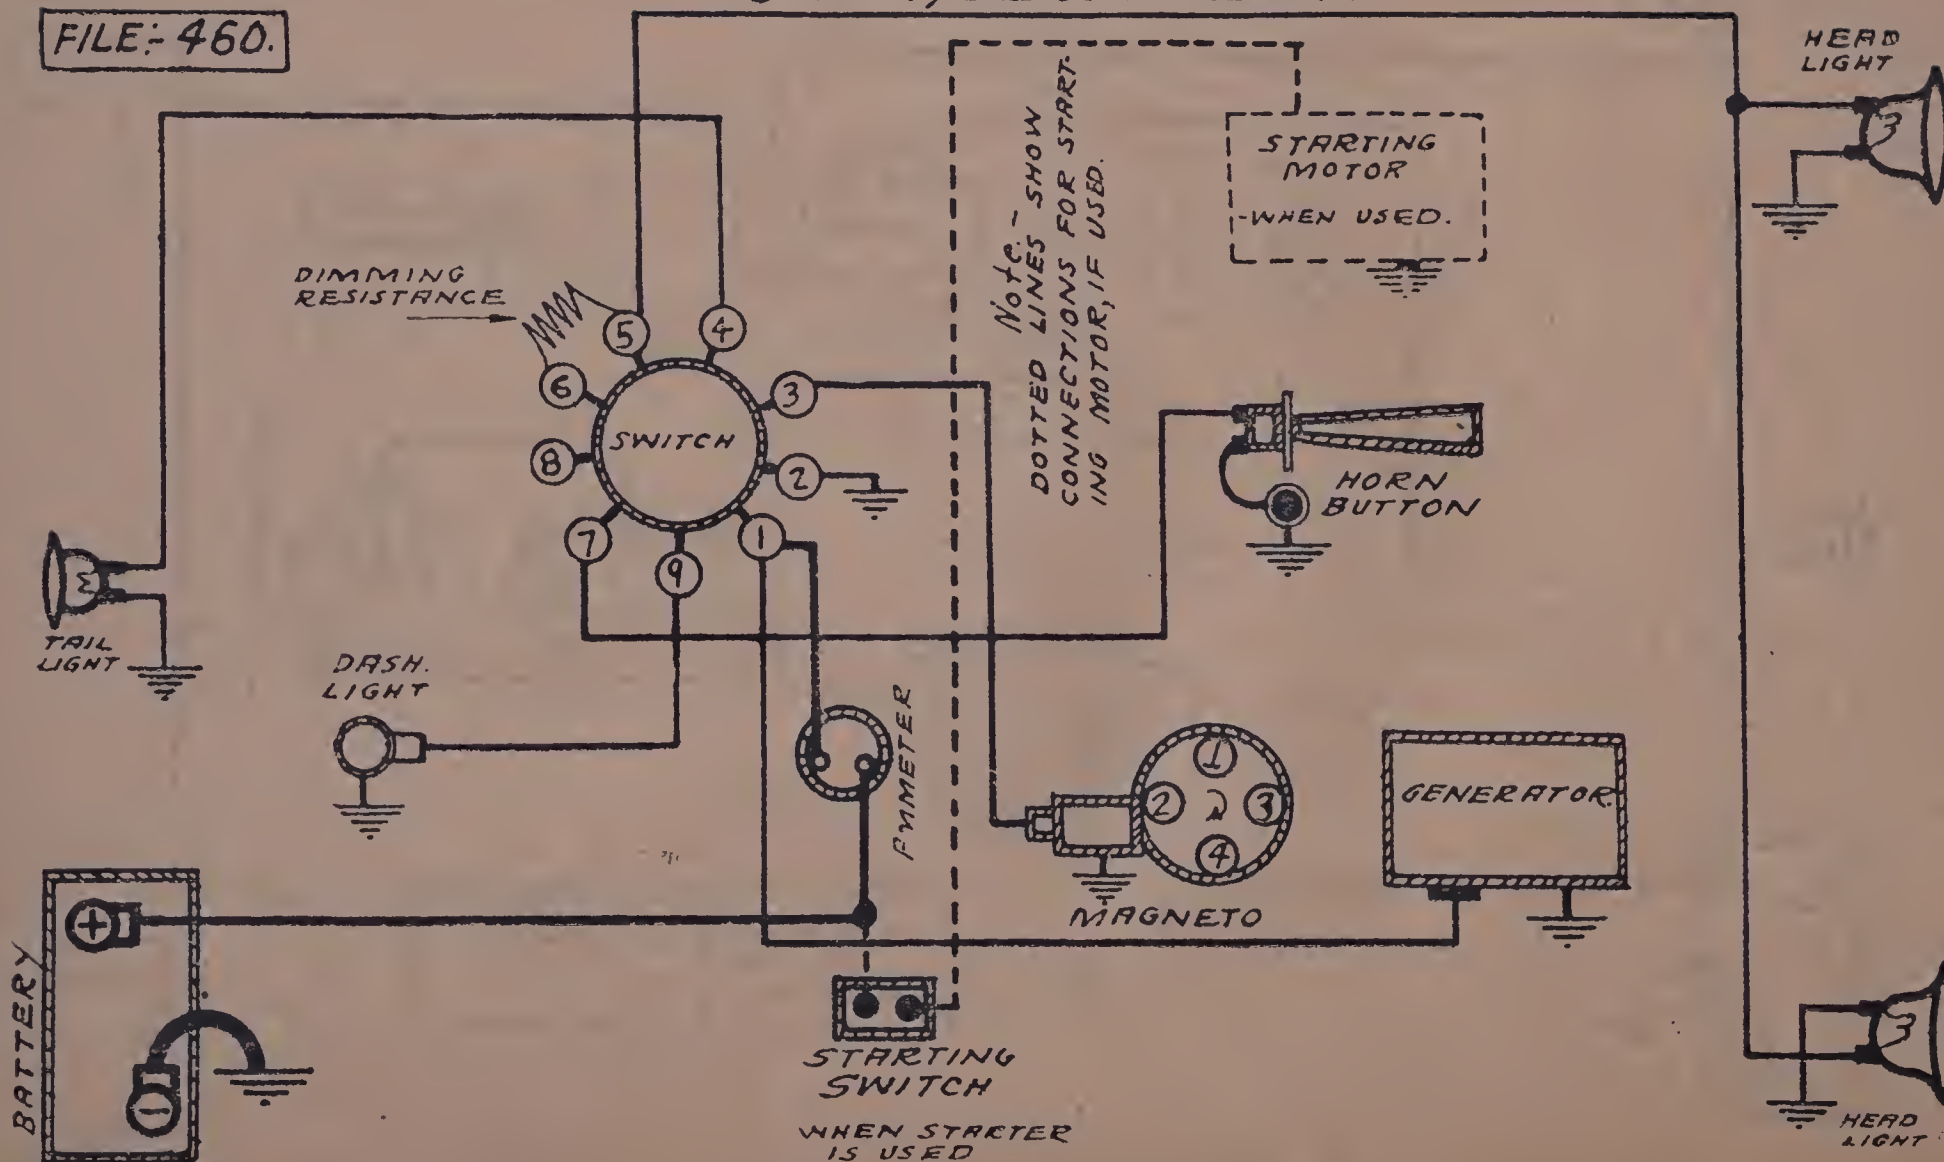 FILE:- 460.
HEAD
LIGHT
STARTING
MOTOR
-WHEN USED.
Note.-
DOTTED LINES SHOW
CONNECTIONS FOR START-
ING MOTOR, IF USED.
DIMMING
RESISTANCE
5
4
6
3
SWITCH
8
2
7
1
9
HORN
BUTTON
TAIL
LIGHT
DASH.
LIGHT
AMMETER
1
2
3
4
MAGNETO
GENERATOR.
+
-
BATTERY
STARTING
SWITCH
WHEN STARTER
IS USED
HEAD
LIGHT